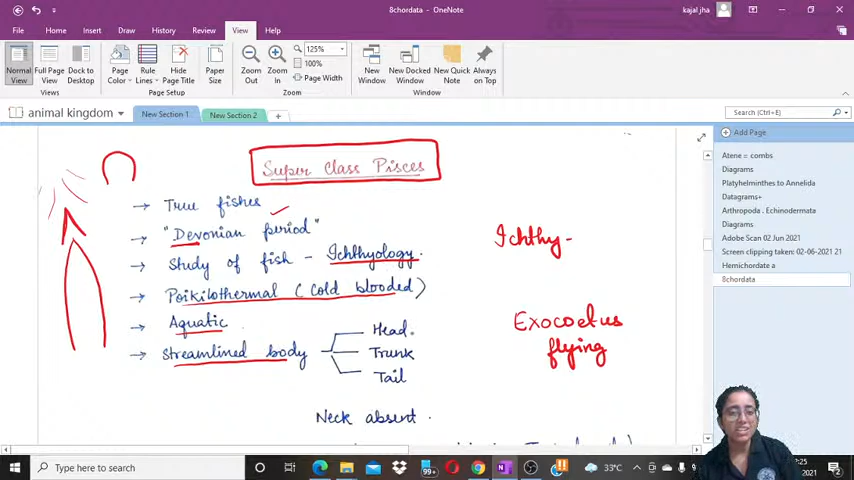 8chordata - OneNote
kajal jha
File Home Insert Draw History Review View Help
Normal View
Full Page View
Dock to Desktop
Views
Page Color
Rule Lines
Hide Page Title
Page Setup
Paper Size
Zoom Out
Zoom In
125%
100%
Page Width
Zoom
New Window
New Docked Window
New Quick Note
Always on Top
Window
animal kingdom
New Section 1
New Section 2
+
Search (Ctrl+E)
Add Page
Atene = combs
Diagrams
Platyhelminthes to Annelida
Datagrams+
Arthropoda . Echinodermate
Diagrams
Adobe Scan 02 Jun 2021
Screen clipping taken: 02-06-2021 21
Hemichordate a
8chordata
Super Class Pisces
→ True fishes
→ "Devonian period"
→ Study of fish - Ichthyology.
→ Poikilothermal (cold blooded)
→ Aquatic
→ Streamlined body
Head
Trunk
Tail
Neck absent.
Ichthy-
Exocoetus
flying
Type here to search
99+
33°C
2021